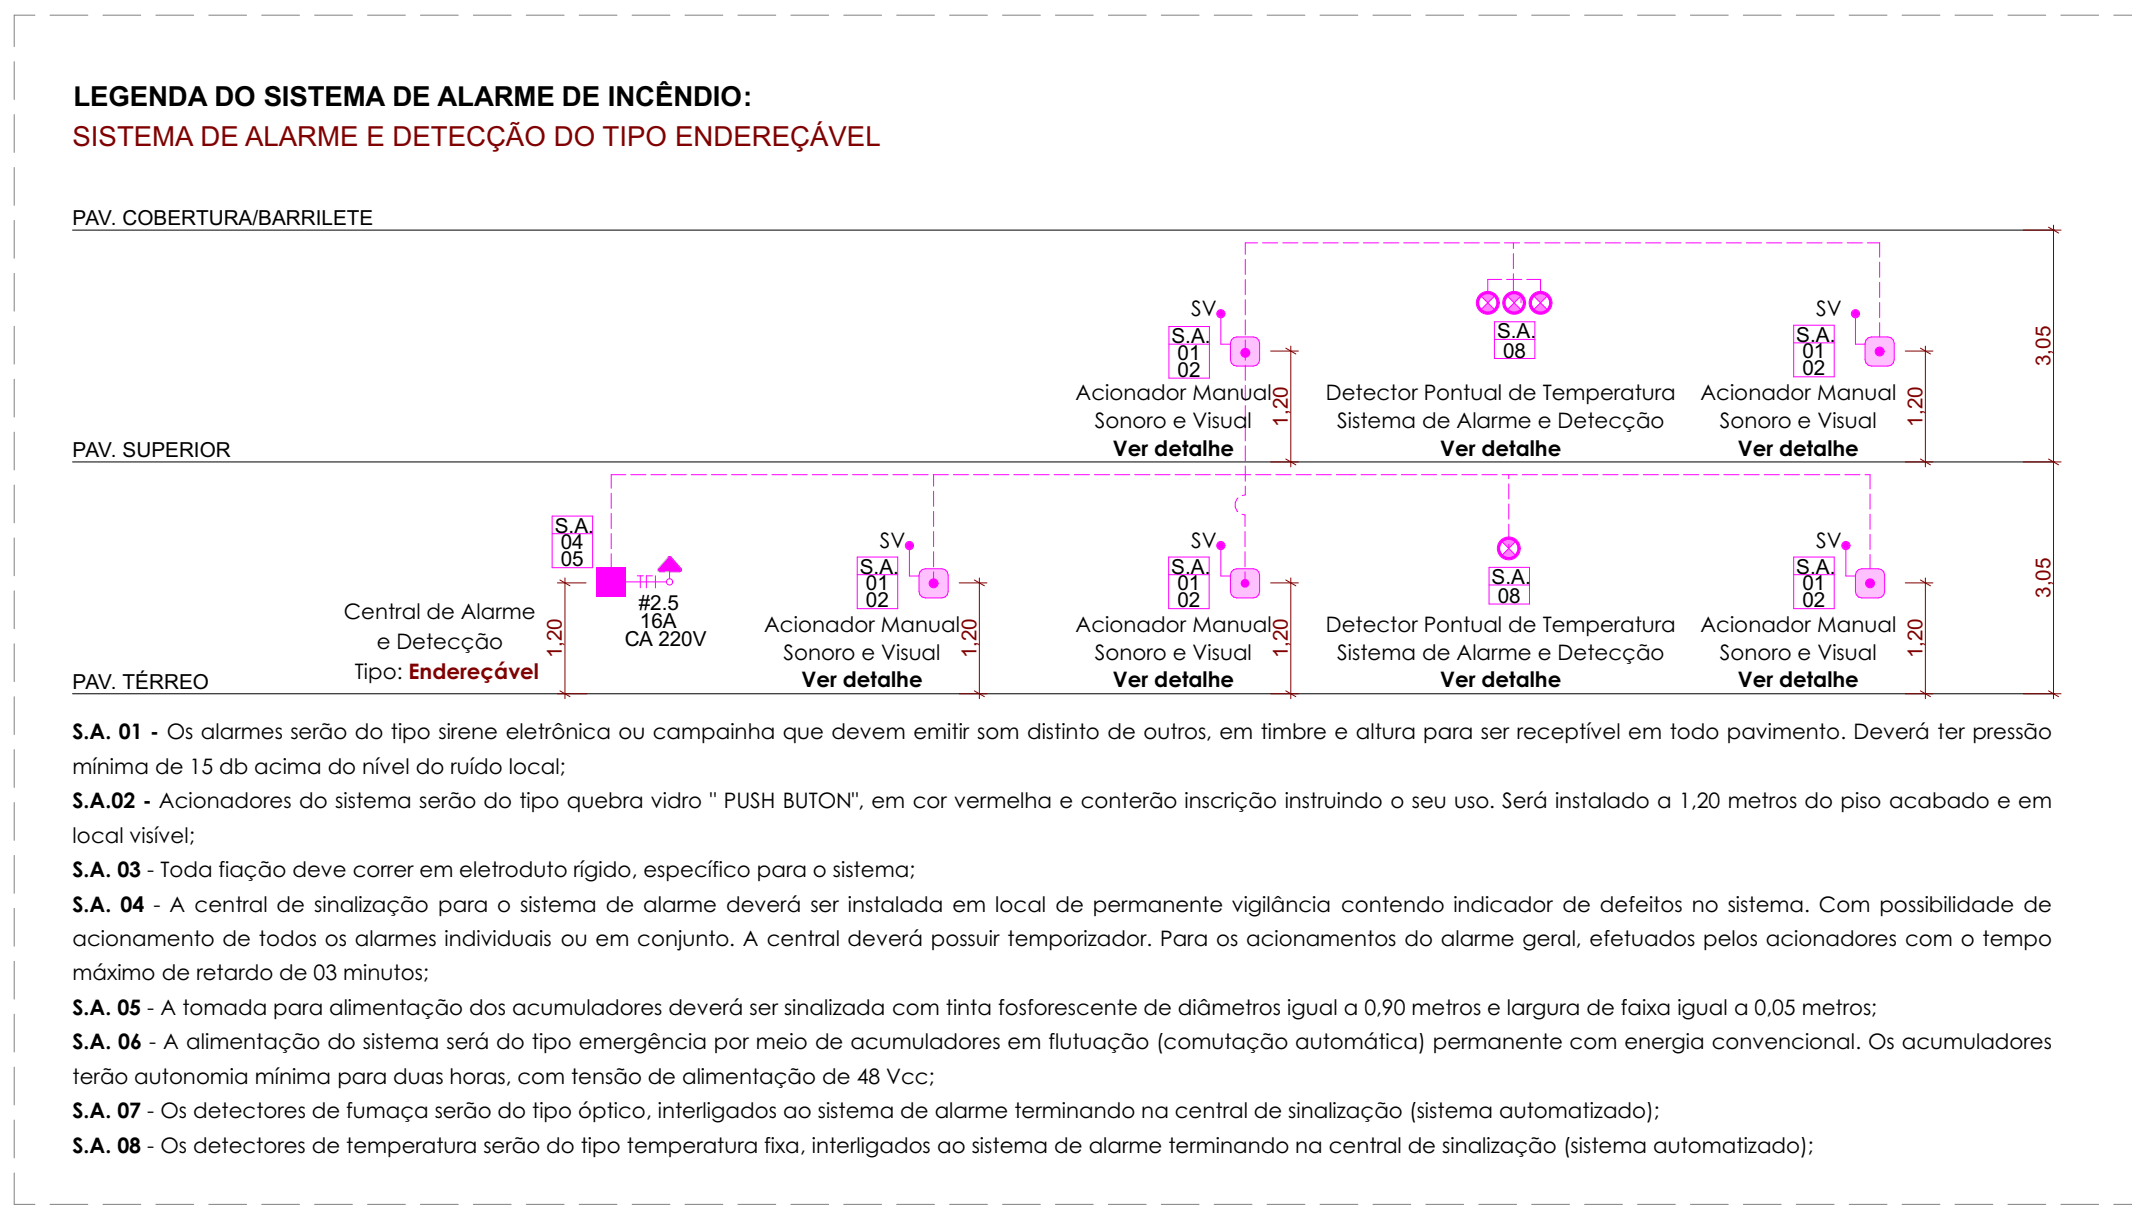 LEGENDA DO SISTEMA DE ALARME DE INCÊNDIO:
SISTEMA DE ALARME E DETECÇÃO DO TIPO ENDEREÇÁVEL
PAV. COBERTURA/BARRILETE
SV
S.A.
01
02
Acionador Manual
Sonoro e Visual
Ver detalhe
1,20
S.A.
08
Detector Pontual de Temperatura
Sistema de Alarme e Detecção
Ver detalhe
SV
S.A.
01
02
Acionador Manual
Sonoro e Visual
Ver detalhe
1,20
3,05
PAV. SUPERIOR
S.A.
04
05
Central de Alarme
e Detecção
Tipo: Endereçável
1,20
#2.5
16A
CA 220V
SV
S.A.
01
02
Acionador Manual
Sonoro e Visual
Ver detalhe
1,20
SV
S.A.
01
02
Acionador Manual
Sonoro e Visual
Ver detalhe
1,20
S.A.
08
Detector Pontual de Temperatura
Sistema de Alarme e Detecção
Ver detalhe
SV
S.A.
01
02
Acionador Manual
Sonoro e Visual
Ver detalhe
1,20
3,05
PAV. TÉRREO
S.A. 01 - Os alarmes serão do tipo sirene eletrônica ou campainha que devem emitir som distinto de outros, em timbre e altura para ser receptível em todo pavimento. Deverá ter pressão
mínima de 15 db acima do nível do ruído local;
S.A.02 - Acionadores do sistema serão do tipo quebra vidro " PUSH BUTON", em cor vermelha e conterão inscrição instruindo o seu uso. Será instalado a 1,20 metros do piso acabado e em
local visível;
S.A. 03 - Toda fiação deve correr em eletroduto rígido, específico para o sistema;
S.A. 04 - A central de sinalização para o sistema de alarme deverá ser instalada em local de permanente vigilância contendo indicador de defeitos no sistema. Com possibilidade de
acionamento de todos os alarmes individuais ou em conjunto. A central deverá possuir temporizador. Para os acionamentos do alarme geral, efetuados pelos acionadores com o tempo
máximo de retardo de 03 minutos;
S.A. 05 - A tomada para alimentação dos acumuladores deverá ser sinalizada com tinta fosforescente de diâmetros igual a 0,90 metros e largura de faixa igual a 0,05 metros;
S.A. 06 - A alimentação do sistema será do tipo emergência por meio de acumuladores em flutuação (comutação automática) permanente com energia convencional. Os acumuladores
terão autonomia mínima para duas horas, com tensão de alimentação de 48 Vcc;
S.A. 07 - Os detectores de fumaça serão do tipo óptico, interligados ao sistema de alarme terminando na central de sinalização (sistema automatizado);
S.A. 08 - Os detectores de temperatura serão do tipo temperatura fixa, interligados ao sistema de alarme terminando na central de sinalização (sistema automatizado);